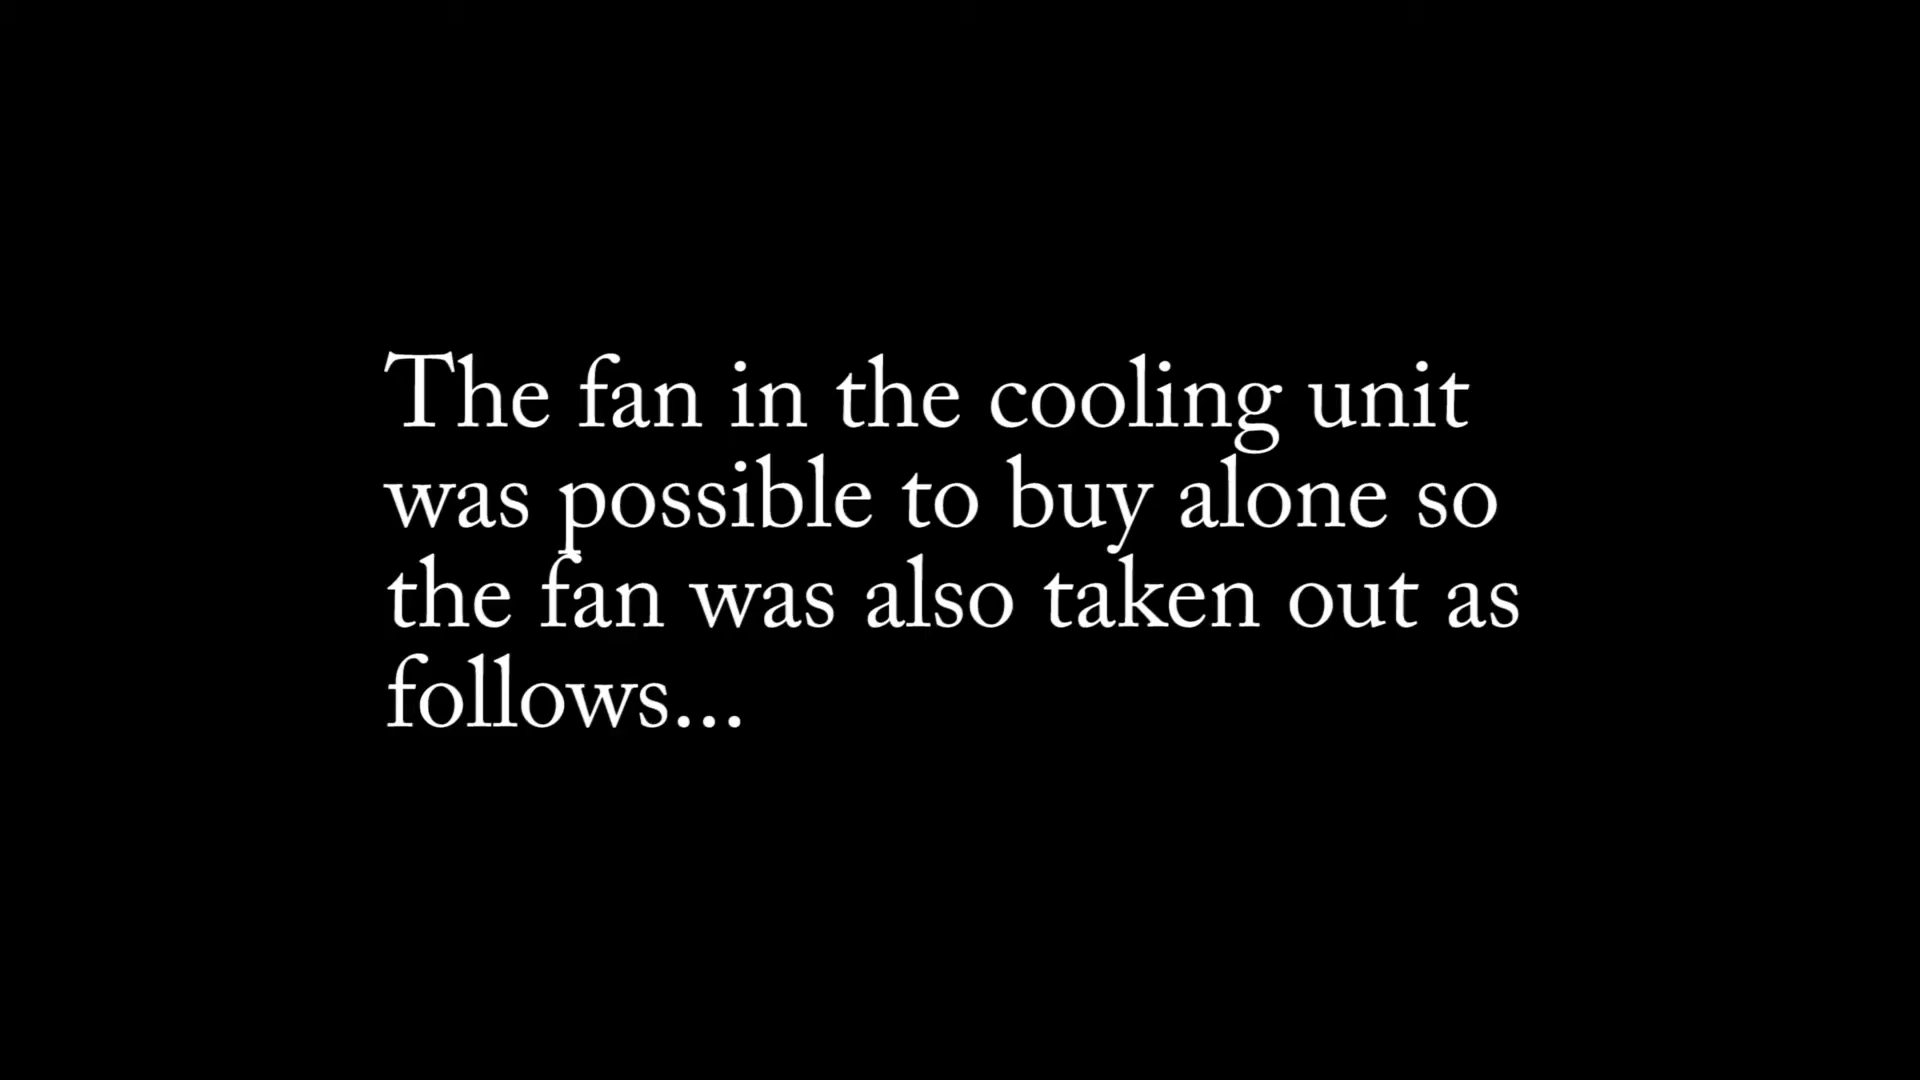 The fan in the cooling unit
was possible to buy alone so
the fan was also taken out as
follows...